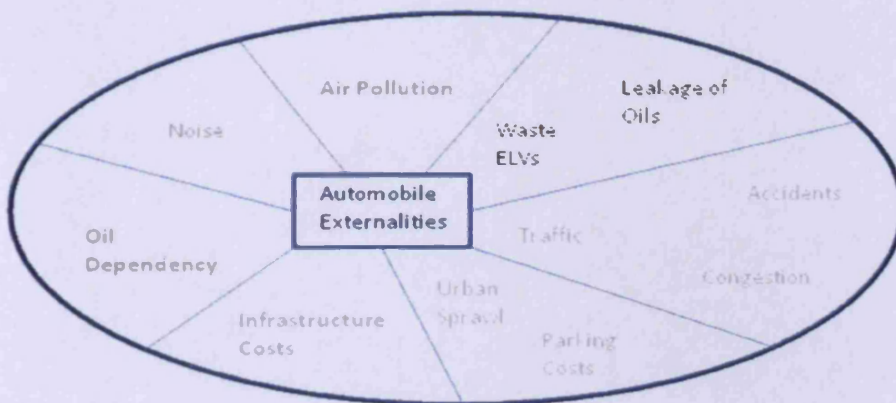 Air Pollution
Leakage of
Oils
Noise
Waste
ELVs
Automobile
Externalities
Accidents
Oil
Dependency
Traffic
Congestion
Urban
Sprawl
Infrastructure
Costs
Parking
Costs